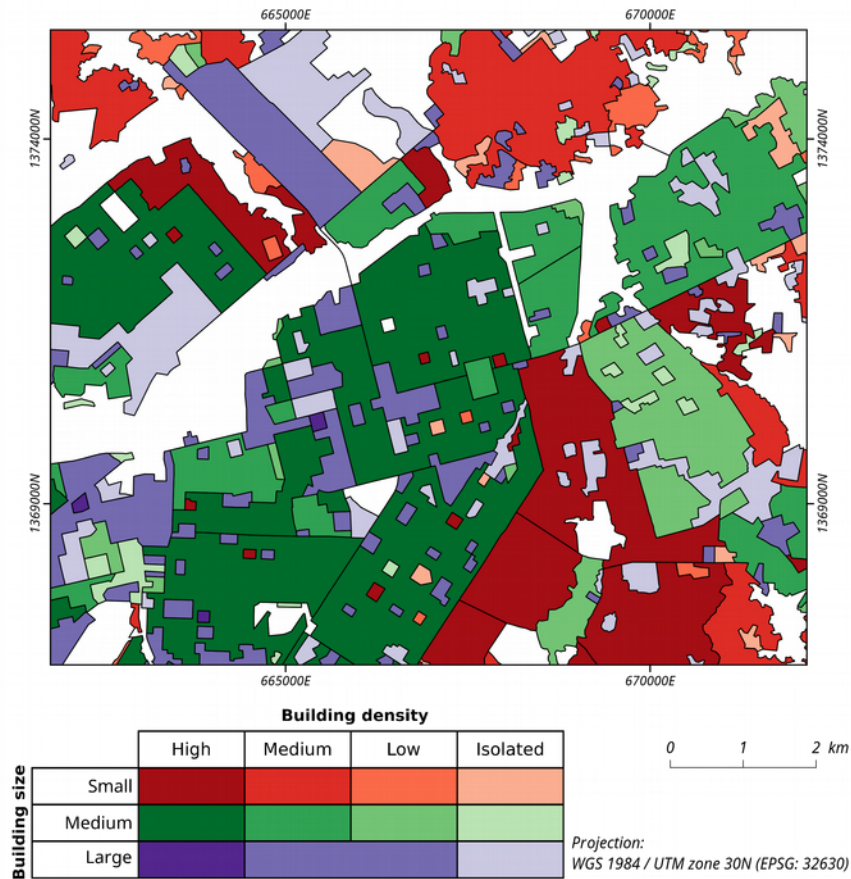 665000E 670000E
1374000N 1374000N
1369000N 1369000N
665000E 670000E
Building density
High Medium Low Isolated
Building size
Small
Medium
Large
0 1 2 km
Projection:
WGS 1984 / UTM zone 30N (EPSG: 32630)